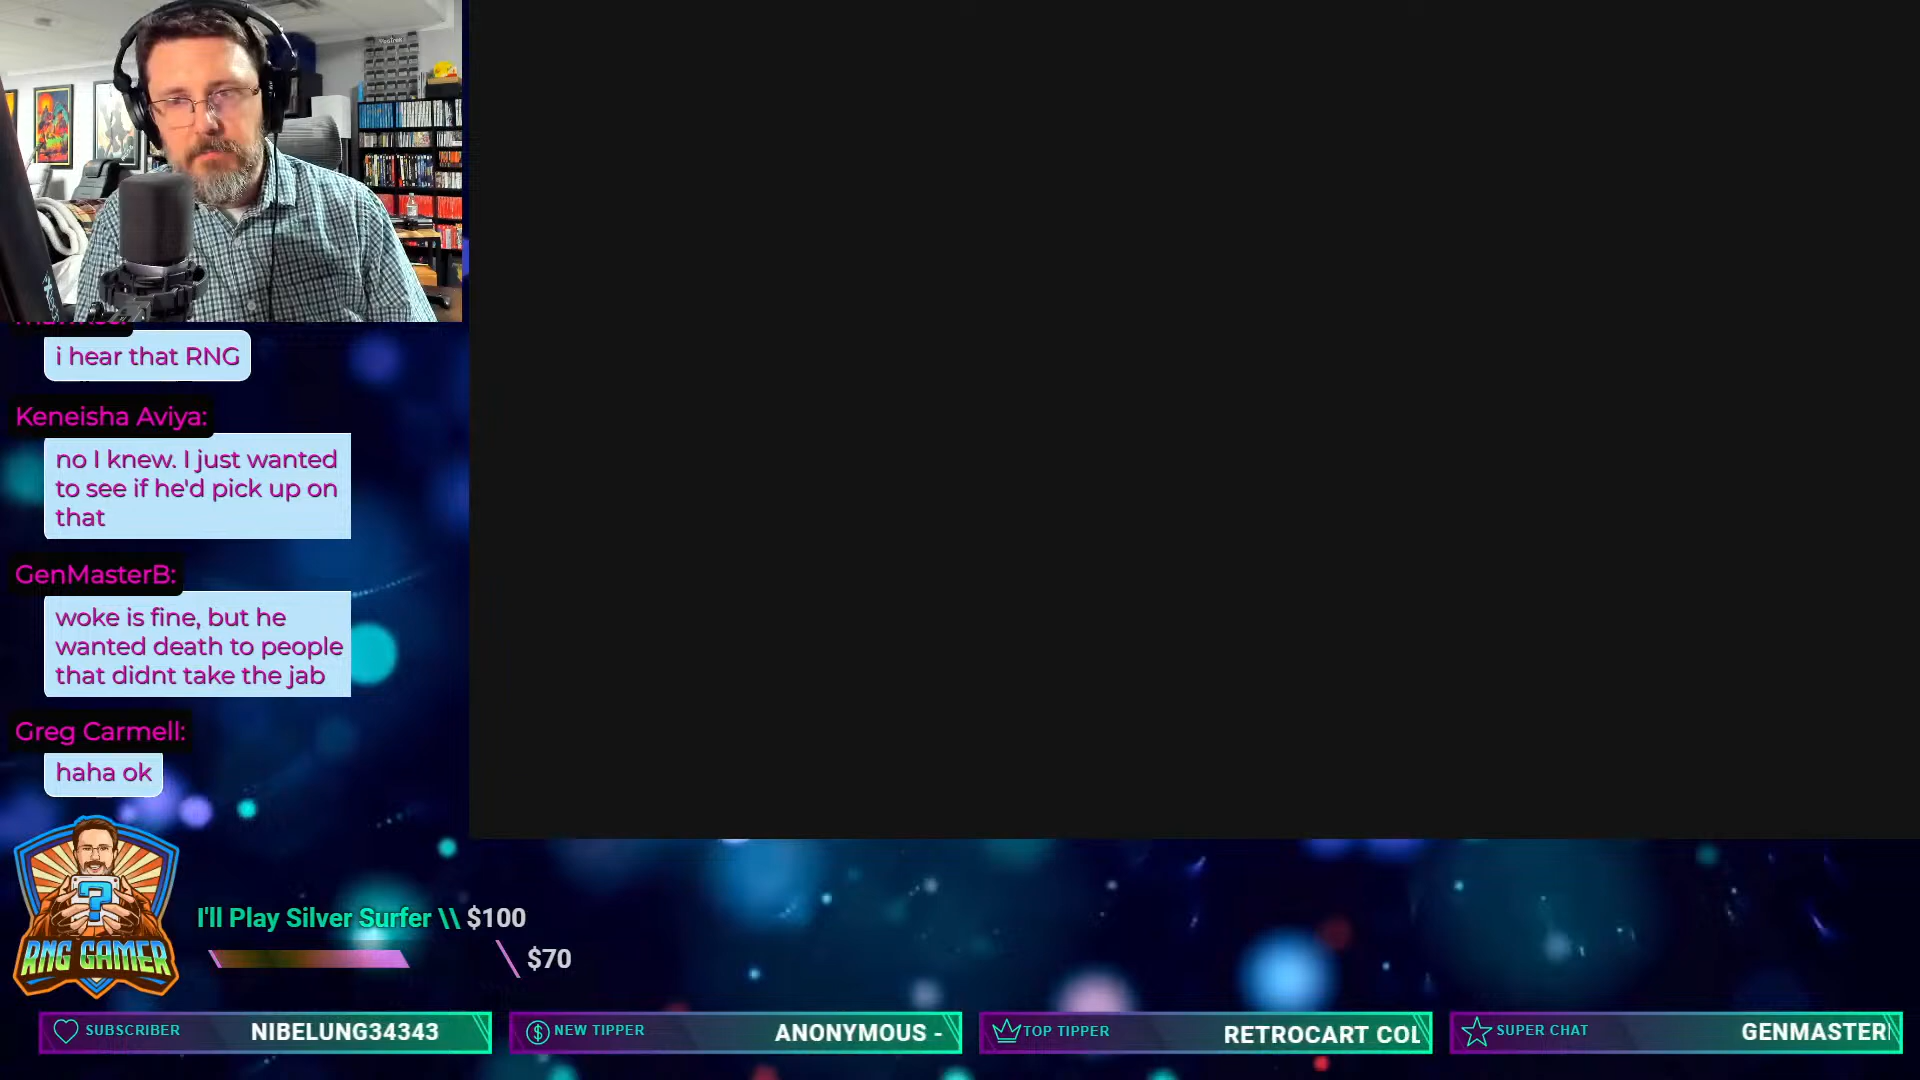 i hear that RNG
Keneisha Aviya:
no I knew. I just wanted
to see if he'd pick up on
that
GenMasterB:
woke is fine, but he
wanted death to people
that didnt take the jab
Greg Carmell:
haha ok
?
RNG GAMER
I'll Play Silver Surfer \\ $100
$70
SUBSCRIBER NIBELUNG34343
NEW TIPPER ANONYMOUS -
TOP TIPPER RETROCART COL
SUPER CHAT GENMASTER